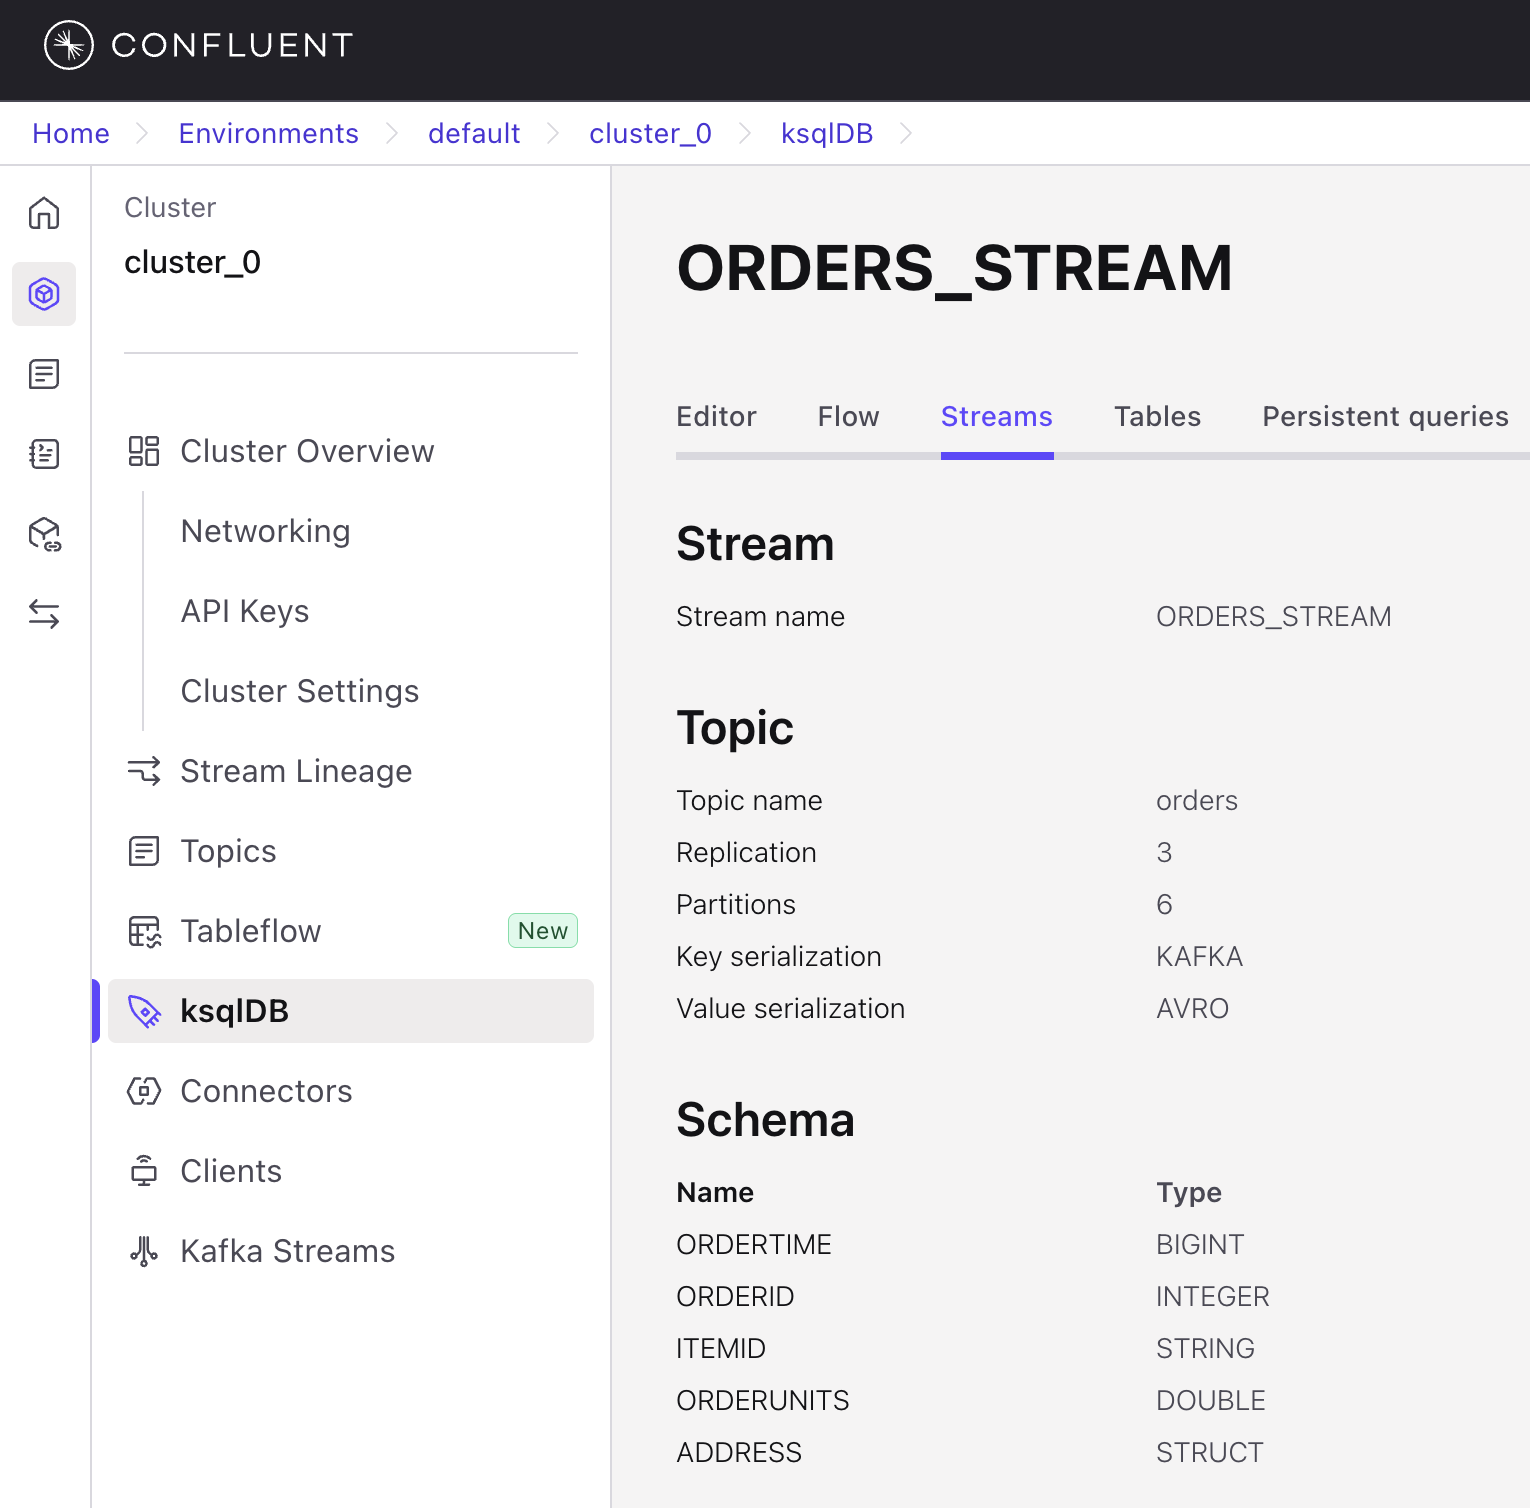 CONFLUENT
Home Environments default cluster_0 ksqlDB
Cluster
cluster_0
Cluster Overview
Networking
API Keys
Cluster Settings
Stream Lineage
Topics
Tableflow New
ksqlDB
Connectors
Clients
Kafka Streams
ORDERS_STREAM
Editor Flow Streams Tables Persistent queries
Stream
Stream name ORDERS_STREAM
Topic
Topic name orders
Replication 3
Partitions 6
Key serialization KAFKA
Value serialization AVRO
Schema
Name Type
ORDERTIME BIGINT
ORDERID INTEGER
ITEMID STRING
ORDERUNITS DOUBLE
ADDRESS STRUCT